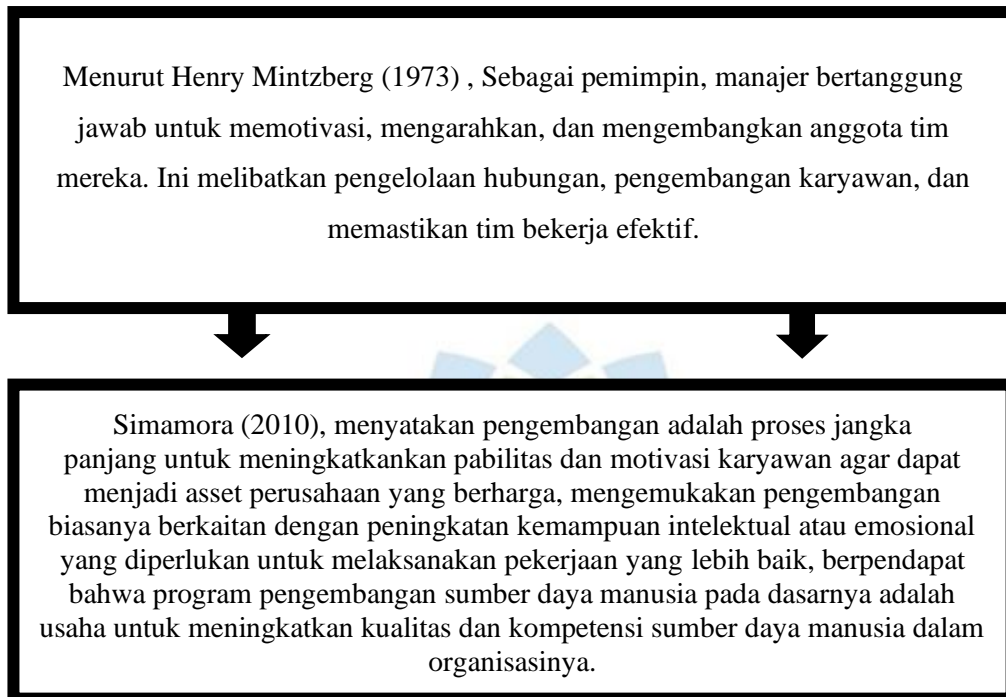 Menurut Henry Mintzberg (1973) , Sebagai pemimpin, manajer bertanggung
jawab untuk memotivasi, mengarahkan, dan mengembangkan anggota tim
mereka. Ini melibatkan pengelolaan hubungan, pengembangan karyawan, dan
memastikan tim bekerja efektif.
Simamora (2010), menyatakan pengembangan adalah proses jangka
panjang untuk meningkatkankan pabilitas dan motivasi karyawan agar dapat
menjadi asset perusahaan yang berharga, mengemukakan pengembangan
biasanya berkaitan dengan peningkatan kemampuan intelektual atau emosional
yang diperlukan untuk melaksanakan pekerjaan yang lebih baik, berpendapat
bahwa program pengembangan sumber daya manusia pada dasarnya adalah
usaha untuk meningkatkan kualitas dan kompetensi sumber daya manusia dalam
organisasinya.